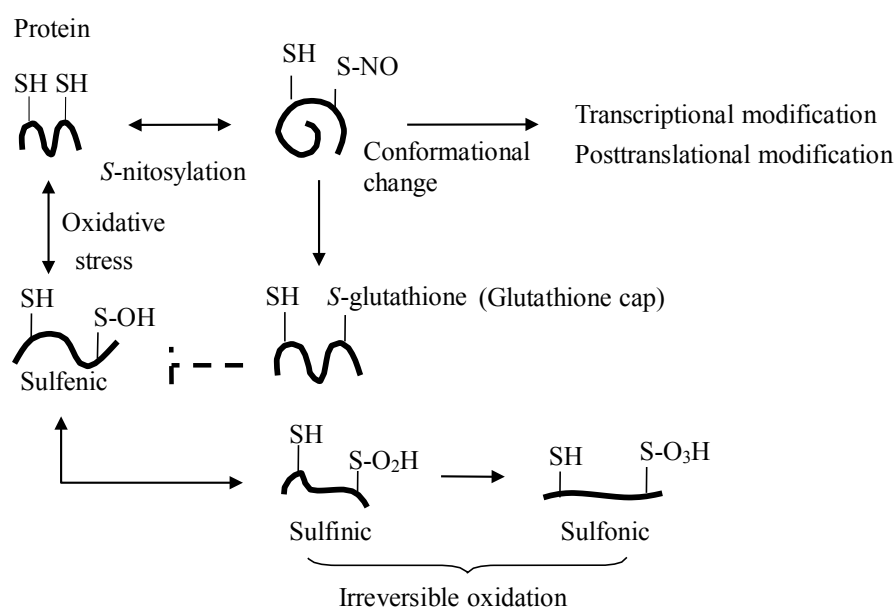 Protein
SH SH
SH
S-NO
S-nitosylation
Conformational
change
Transcriptional modification
Posttranslational modification
Oxidative
stress
SH
S-OH
Sulfenic
SH
S-glutathione (Glutathione cap)
SH
S-O₂H
Sulfinic
SH
S-O₃H
Sulfonic
Irreversible oxidation